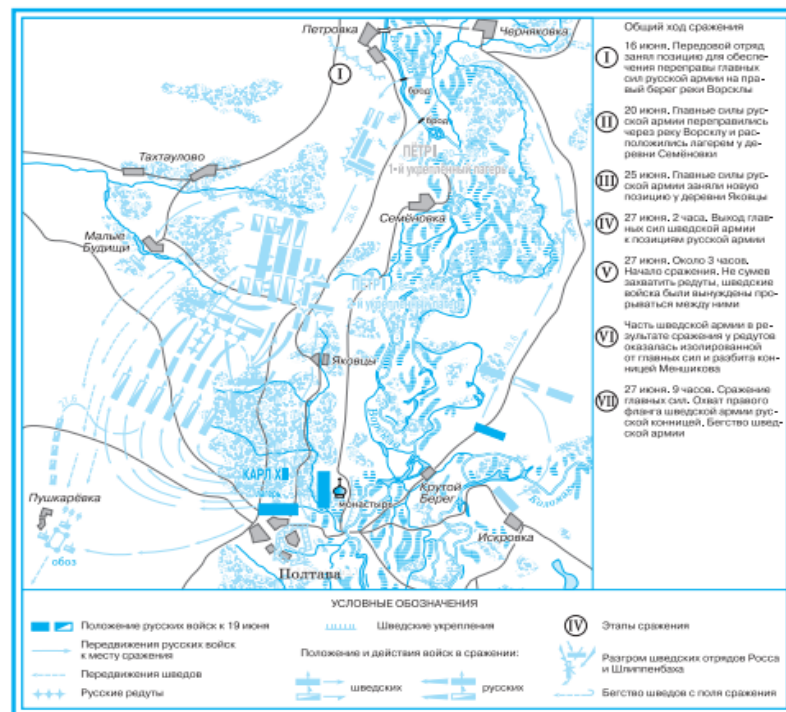 Петровка
Черняковка
I
брод
брод
Тахтаулово
ПЁТР I
1-й укреплённый лагерь
Семёновка
Малые
Будищи
ПЁТР I
2-й укреплённый лагерь
Яковцы
КАРЛ XII
Пушкарёвка
обоз
монастырь
Крутой
Берег
Искровка
Полтава
Общий ход сражения
I
16 июня. Передовой отряд
занял позицию для обеспе-
чения переправы главных
сил русской армии на пра-
вый берег реки Ворсклы
II
20 июня. Главные силы рус-
ской армии переправились
через реку Ворсклу и рас-
положились лагерем у де-
ревни Семёновки
III
25 июня. Главные силы рус-
ской армии заняли новую
позицию у деревни Яковцы
IV
27 июня. 2 часа. Выход глав-
ных сил шведской армии
к позициям русской армии
V
27 июня. Около 3 часов.
Начало сражения. Не сумев
захватить редуты, шведские
войска были вынуждены про-
рываться между ними
VI
Часть шведской армии в ре-
зультате сражения у редутов
оказалась изолированной
от главных сил и разбита кон-
ницей Меншикова
VII
27 июня. 9 часов. Сражение
главных сил. Охват правого
фланга шведской армии рус-
ской конницей. Бегство швед-
ской армии
УСЛОВНЫЕ ОБОЗНАЧЕНИЯ
Положение русских войск к 19 июня
Передвижения русских войск
к месту сражения
Передвижения шведов
Русские редуты
Шведские укрепления
Положение и действия войск в сражении:
шведских
русских
IV
Этапы сражения
Разгром шведских отрядов Росса
и Шлиппенбаха
Бегство шведов с поля сражения